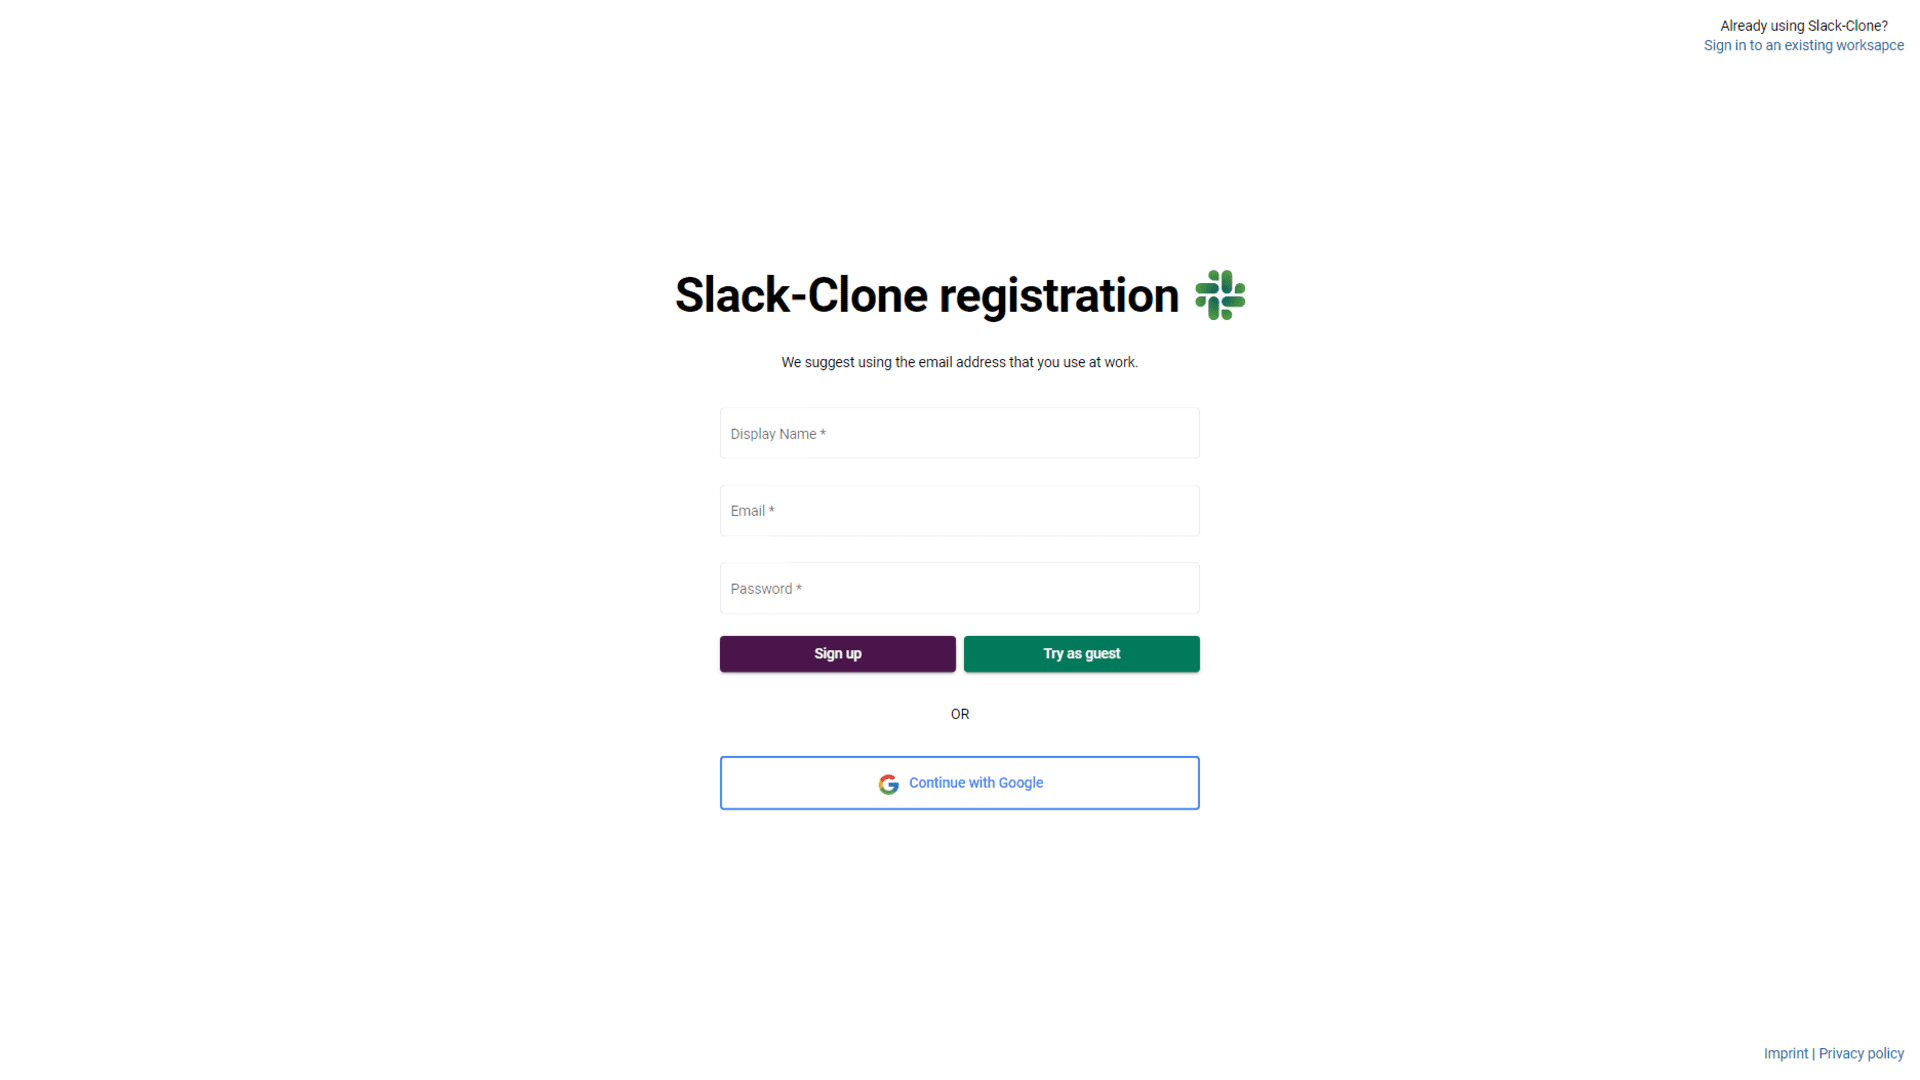 Already using Slack-Clone?
Sign in to an existing worksapce
Slack-Clone registration
We suggest using the email address that you use at work.
Display Name *
Email *
Password *
Sign up
Try as guest
OR
Continue with Google
Imprint | Privacy policy